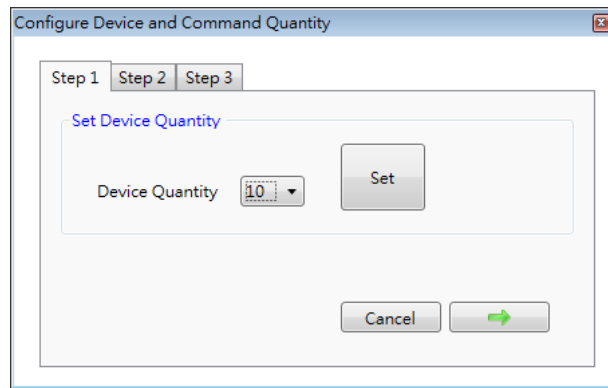 Configure Device and Command Quantity
Step 1 Step 2 Step 3
Set Device Quantity
Device Quantity 10 Set
Cancel